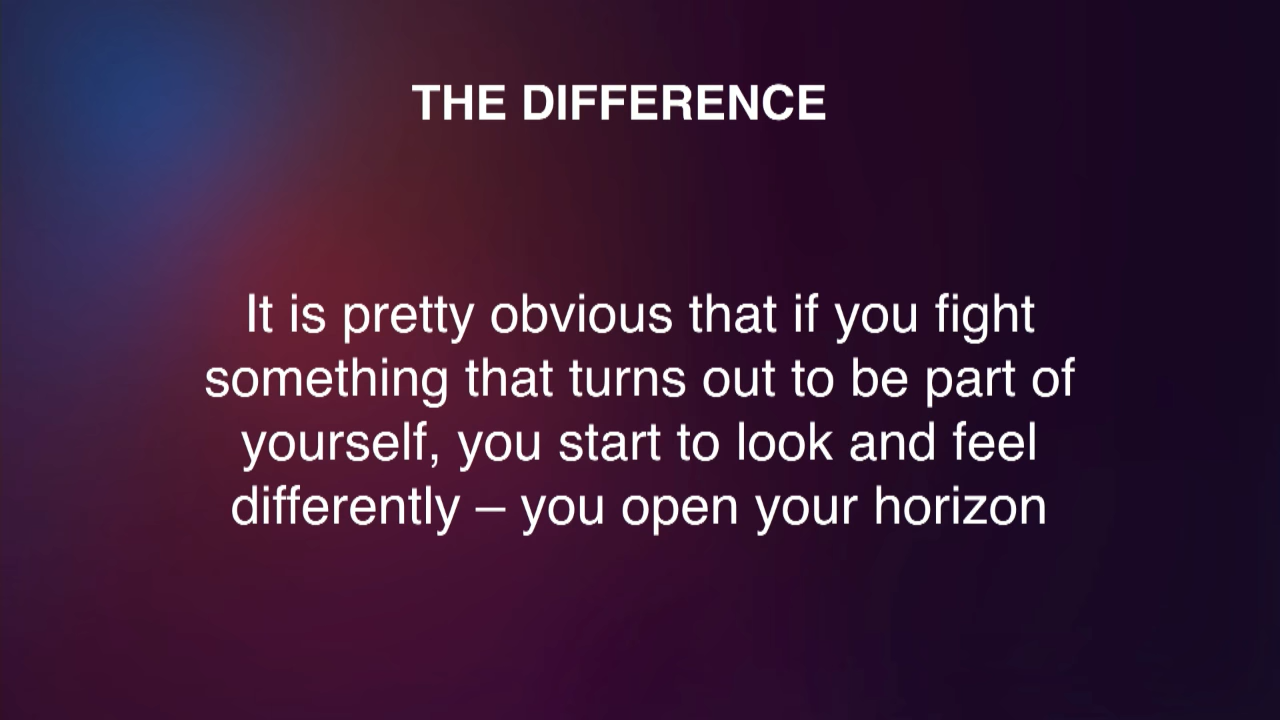 THE DIFFERENCE
It is pretty obvious that if you fight
something that turns out to be part of
yourself, you start to look and feel
differently – you open your horizon